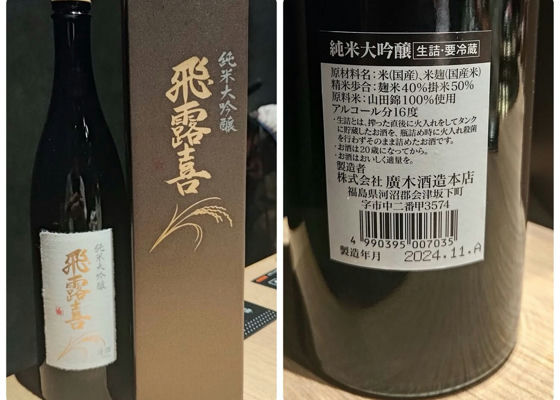 純米大吟醸
飛露喜
純米大吟醸
飛露喜
純米大吟醸 生詰・要冷蔵
原材料名：米(国産)、米麹(国産米)
精米歩合：麹米40%掛米50%
原料米：山田錦100%使用
アルコール分16度
・生詰とは、搾った直後に火入れをしてタンク
に貯蔵したお酒を、瓶詰め時に火入れ殺菌
を行わずそのまま詰めたお酒です。
・お酒は20歳になってから。
・お酒はおいしく適量を。
製造者
株式会社 廣木酒造本店
福島県河沼郡会津坂下町
字市中二番甲3574
4 990395 007035
製造年月 2024.11.A